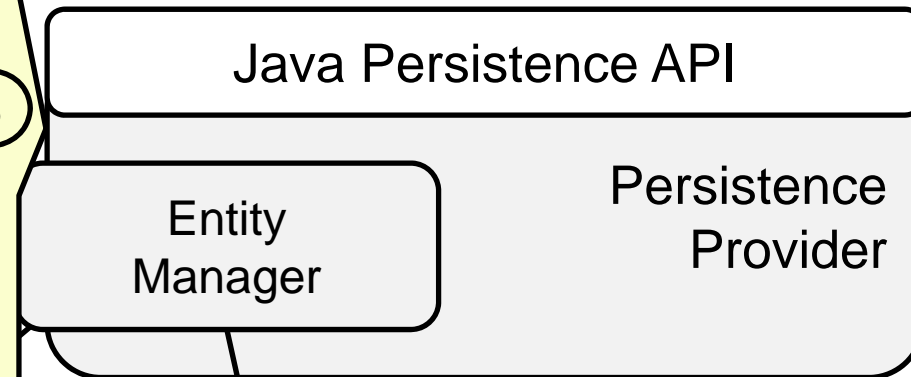 Java Persistence API
Persistence
Provider
Entity
Manager